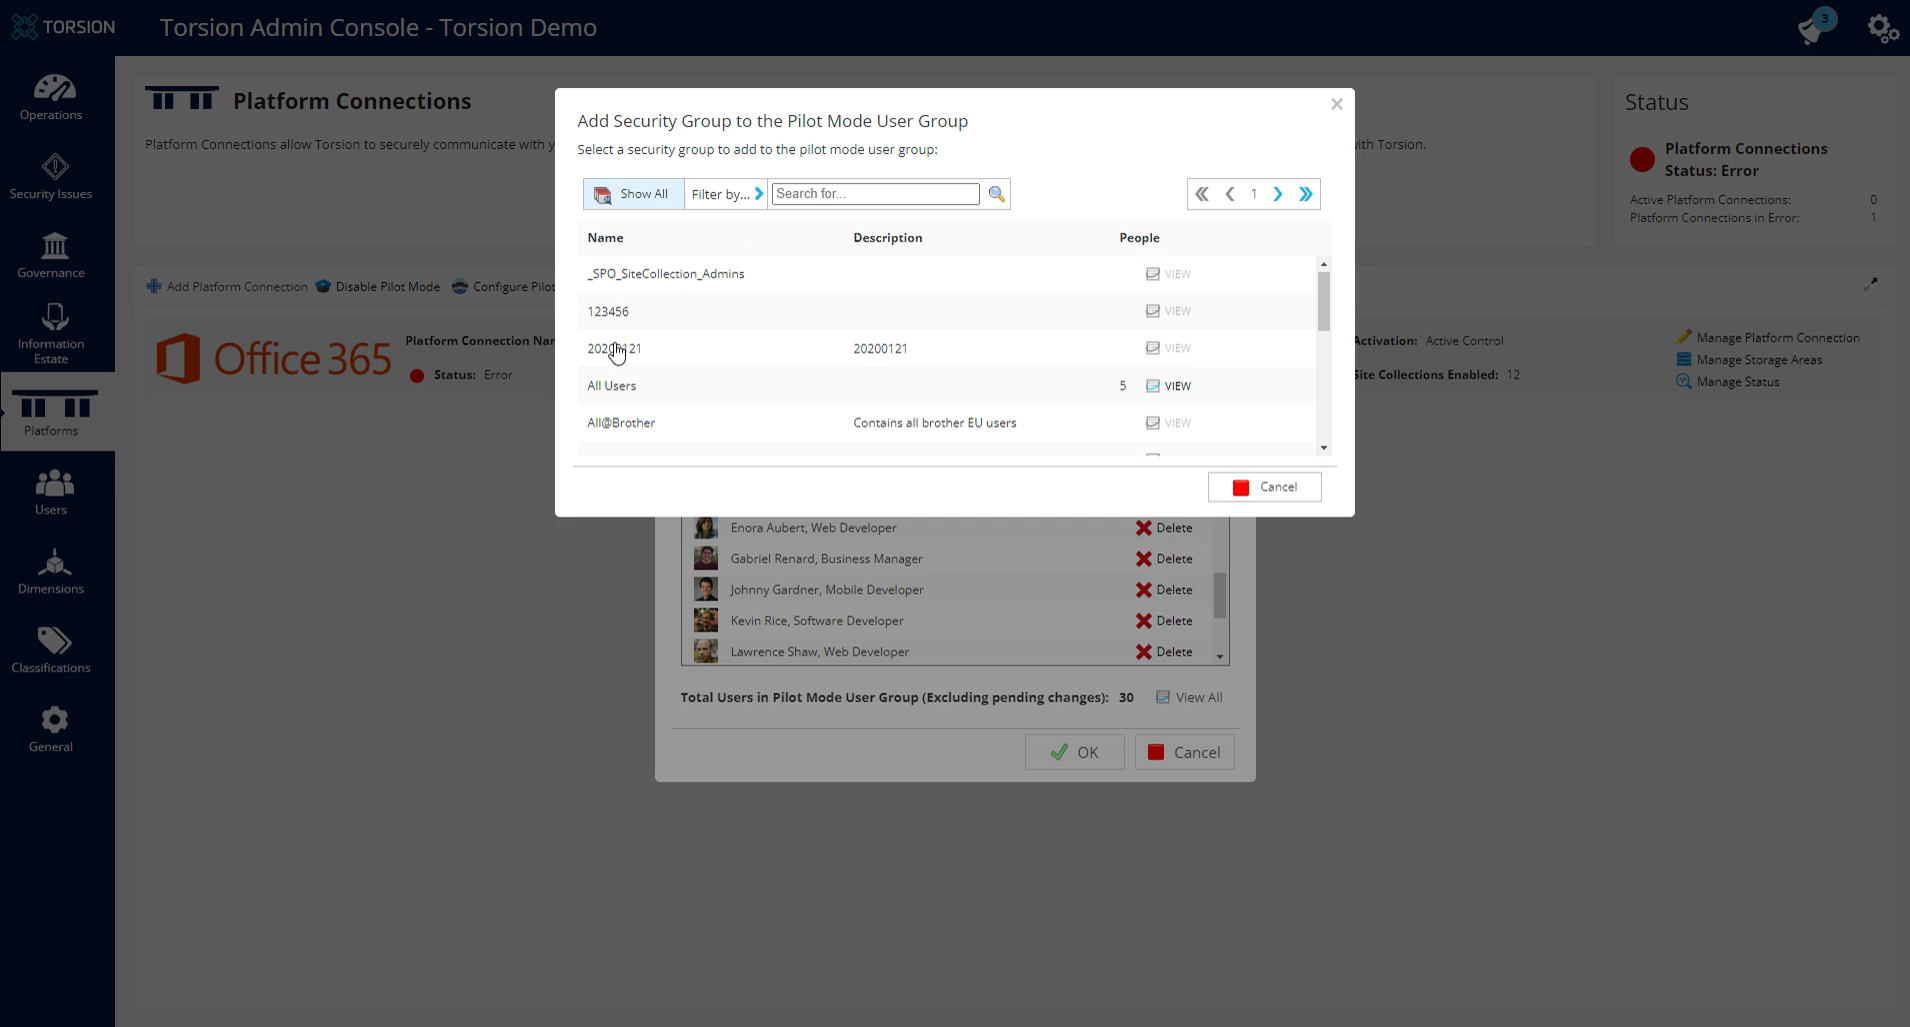 TORSION
Torsion Admin Console - Torsion Demo
3
Operations
Security Issues
Governance
Information
Estate
Platforms
Users
Dimensions
Classifications
General
Platform Connections
Platform Connections allow Torsion to securely communicate with y
ith Torsion.
Status
Platform Connections
Status: Error
Active Platform Connections: 0
Platform Connections in Error: 1
Add Platform Connection
Disable Pilot Mode
Configure Pilot
Office 365
Platform Connection Nar
Status: Error
Activation: Active Control
Site Collections Enabled: 12
Manage Platform Connection
Manage Storage Areas
Manage Status
Add Security Group to the Pilot Mode User Group
Select a security group to add to the pilot mode user group:
Show All
Filter by...
Search for...
1
Name Description People
_SPO_SiteCollection_Admins VIEW
123456 VIEW
20200121 20200121 VIEW
All Users 5 VIEW
All@Brother Contains all brother EU users VIEW
Cancel
Enora Aubert, Web Developer Delete
Gabriel Renard, Business Manager Delete
Johnny Gardner, Mobile Developer Delete
Kevin Rice, Software Developer Delete
Lawrence Shaw, Web Developer Delete
Total Users in Pilot Mode User Group (Excluding pending changes): 30 View All
OK
Cancel